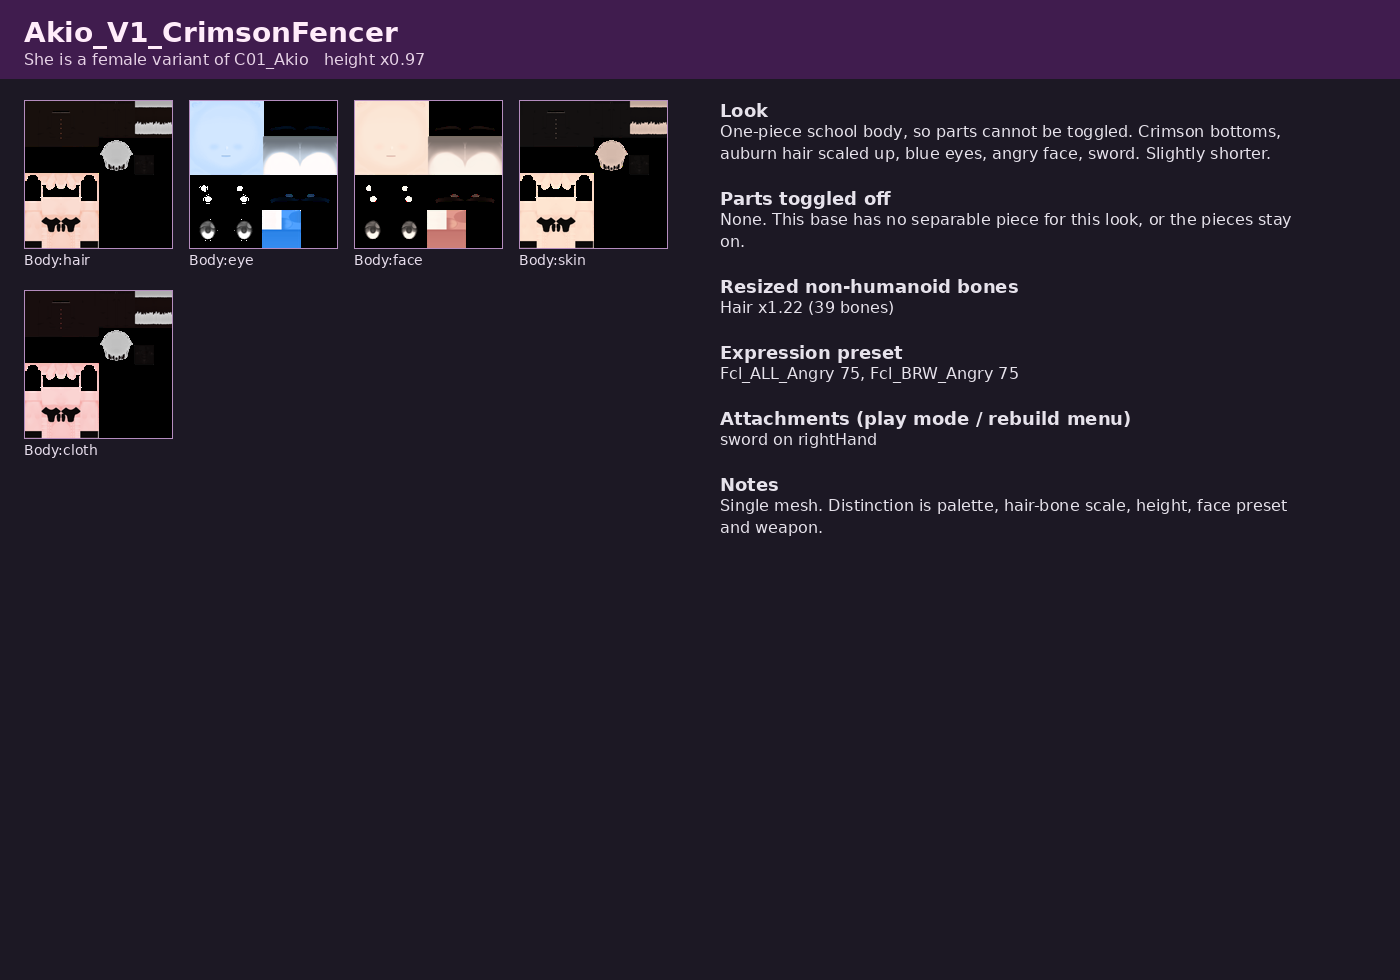 Akio_V1_CrimsonFencer
She is a female variant of C01_Akio   height x0.97
Body:hair
Body:eye
Body:face
Body:skin
Body:cloth
Look
One-piece school body, so parts cannot be toggled. Crimson bottoms,
auburn hair scaled up, blue eyes, angry face, sword. Slightly shorter.
Parts toggled off
None. This base has no separable piece for this look, or the pieces stay
on.
Resized non-humanoid bones
Hair x1.22 (39 bones)
Expression preset
Fcl_ALL_Angry 75, Fcl_BRW_Angry 75
Attachments (play mode / rebuild menu)
sword on rightHand
Notes
Single mesh. Distinction is palette, hair-bone scale, height, face preset
and weapon.